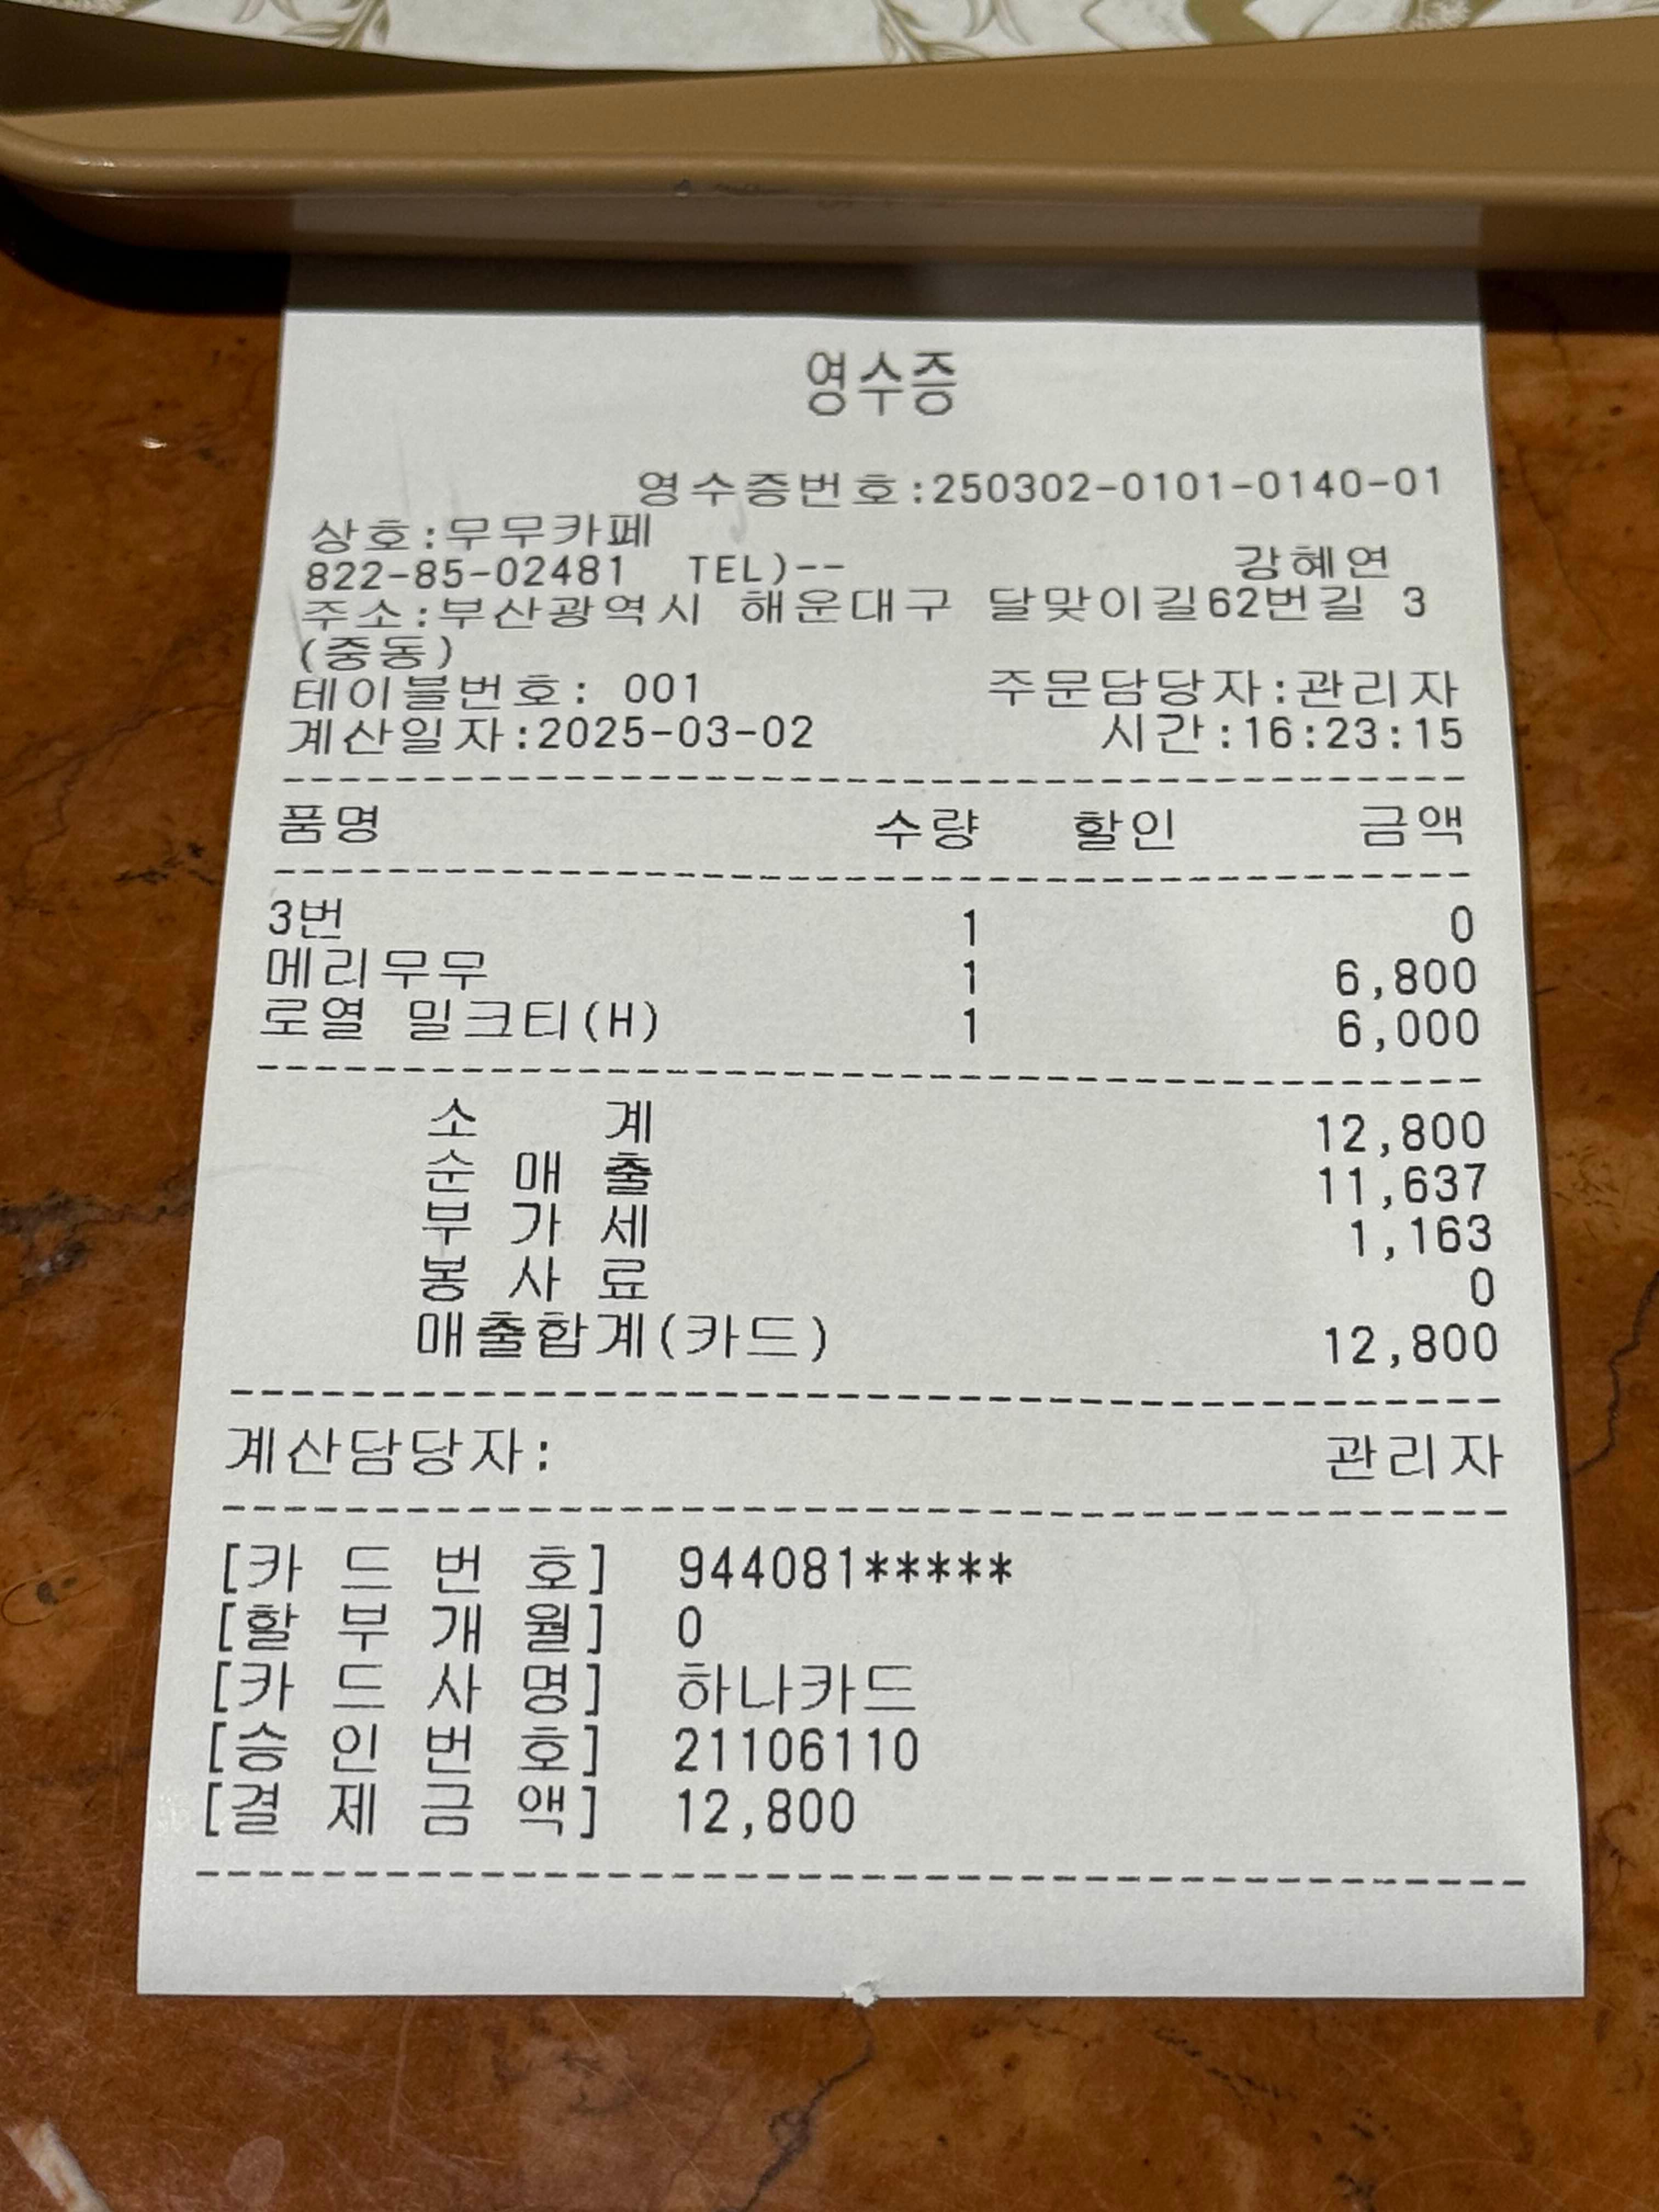 영수증
영수증번호:250302-0101-0140-01
상호:무무카페
822-85-02481 TEL)-- 강혜연
주소:부산광역시 해운대구 달맞이길62번길 3
(중동)
테이블번호: 001 주문담당자:관리자
계산일자:2025-03-02 시간:16:23:15
품명 수량 할인 금액
3번 1 0
메리무무 1 6,800
로열 밀크티(H) 1 6,000
소 계 12,800
순 매 출 11,637
부 가 세 1,163
봉 사 료 0
매출합계(카드) 12,800
계산담당자: 관리자
[카 드 번 호] 944081*****
[할 부 개 월] 0
[카 드 사 명] 하나카드
[승 인 번 호] 21106110
[결 제 금 액] 12,800